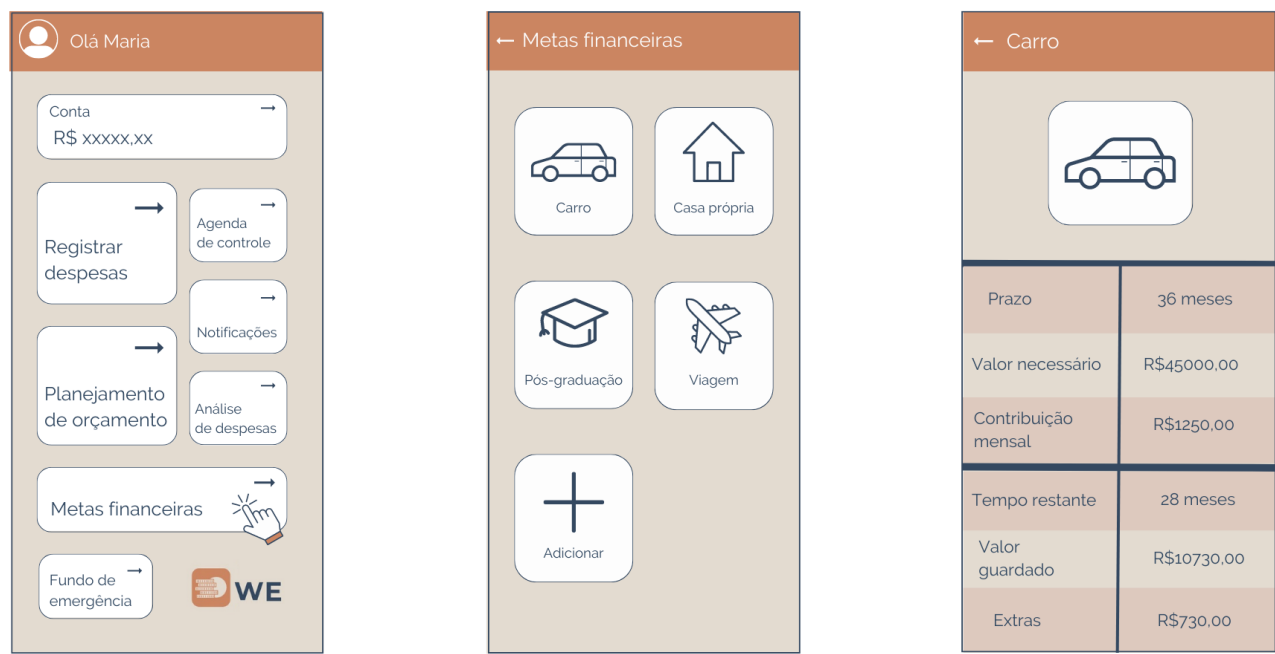 Olá Maria
Conta
R$ xxxxx,xx
Registrar
despesas
Agenda
de controle
Notificações
Planejamento
de orçamento
Análise
de despesas
Metas financeiras
Fundo de
emergência
WE
← Metas financeiras
Carro
Casa própria
Pós-graduação
Viagem
Adicionar
← Carro
Prazo
36 meses
Valor necessário
R$45000,00
Contribuição
mensal
R$1250,00
Tempo restante
28 meses
Valor
guardado
R$10730,00
Extras
R$730,00